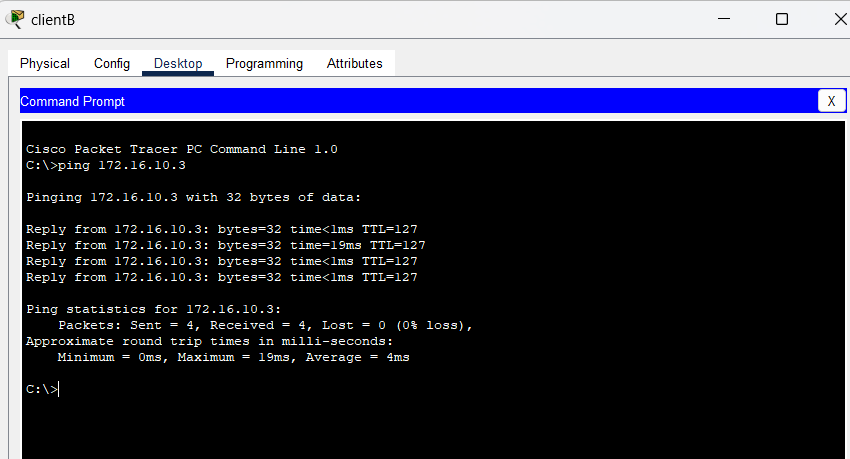 clientB
Physical Config Desktop Programming Attributes
Command Prompt
X
Cisco Packet Tracer PC Command Line 1.0
C:\>ping 172.16.10.3
Pinging 172.16.10.3 with 32 bytes of data:
Reply from 172.16.10.3: bytes=32 time<1ms TTL=127
Reply from 172.16.10.3: bytes=32 time=19ms TTL=127
Reply from 172.16.10.3: bytes=32 time<1ms TTL=127
Reply from 172.16.10.3: bytes=32 time<1ms TTL=127
Ping statistics for 172.16.10.3:
    Packets: Sent = 4, Received = 4, Lost = 0 (0% loss),
Approximate round trip times in milli-seconds:
    Minimum = 0ms, Maximum = 19ms, Average = 4ms
C:\>